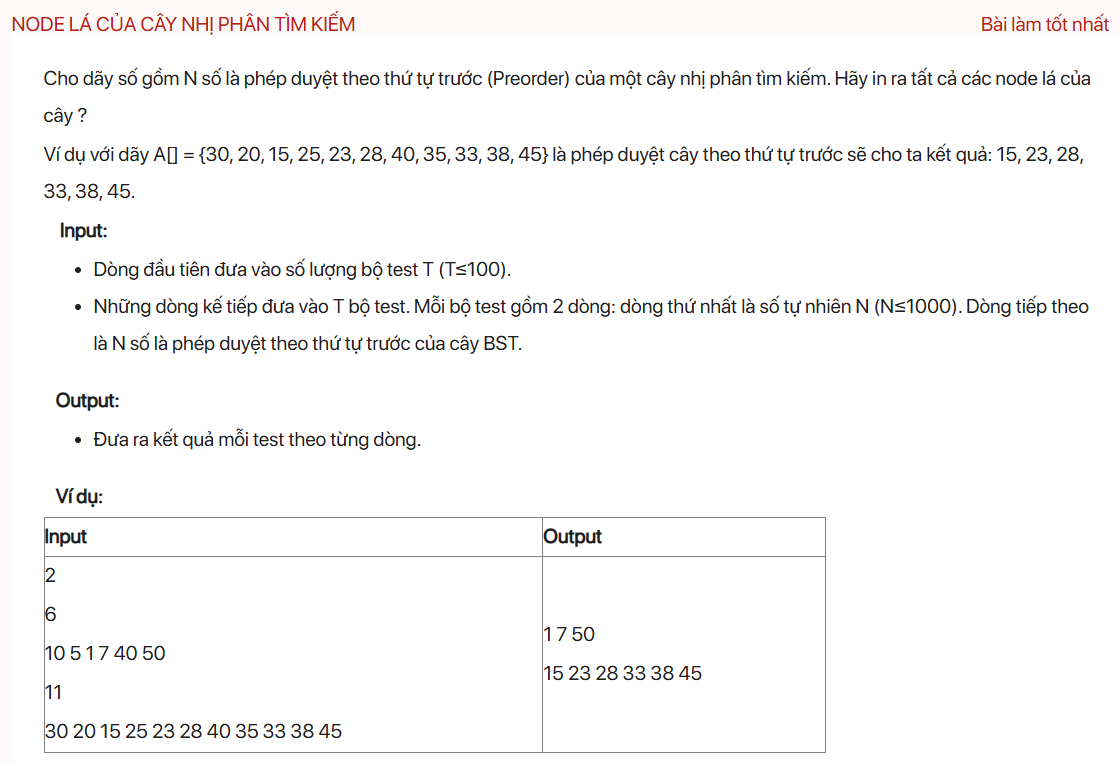 NODE LÁ CỦA CÂY NHỊ PHÂN TÌM KIẾM
Bài làm tốt nhất
Cho dãy số gồm N số là phép duyệt theo thứ tự trước (Preorder) của một cây nhị phân tìm kiếm. Hãy in ra tất cả các node lá của
cây ?
Ví dụ với dãy A[] = {30, 20, 15, 25, 23, 28, 40, 35, 33, 38, 45} là phép duyệt cây theo thứ tự trước sẽ cho ta kết quả: 15, 23, 28,
33, 38, 45.
Input:
• Dòng đầu tiên đưa vào số lượng bộ test T (T≤100).
• Những dòng kế tiếp đưa vào T bộ test. Mỗi bộ test gồm 2 dòng: dòng thứ nhất là số tự nhiên N (N≤1000). Dòng tiếp theo
là N số là phép duyệt theo thứ tự trước của cây BST.
Output:
• Đưa ra kết quả mỗi test theo từng dòng.
Ví dụ:
Input
2
6
10 5 1 7 40 50
11
30 20 15 25 23 28 40 35 33 38 45
Output
1 7 50
15 23 28 33 38 45